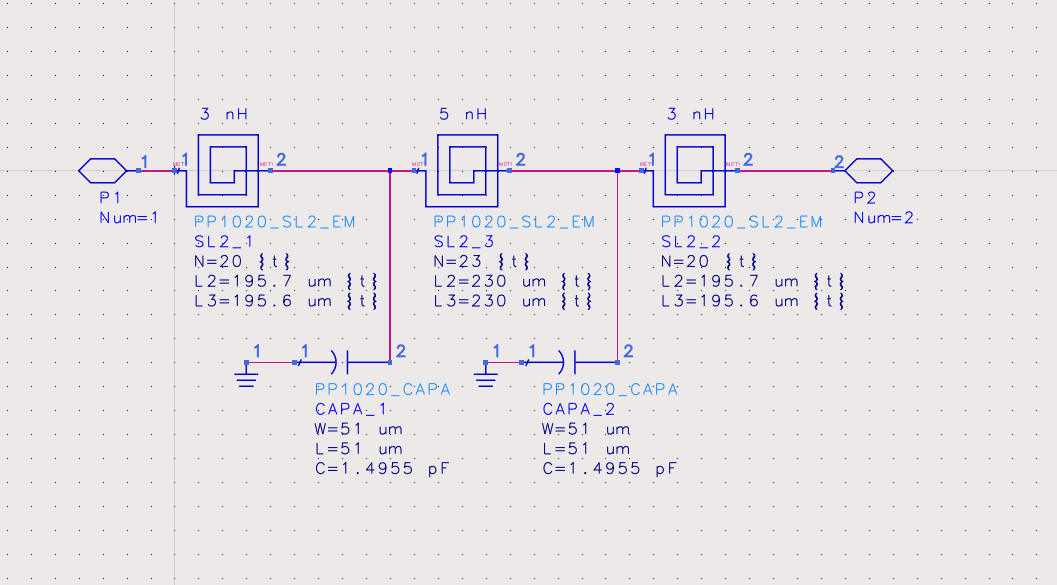 3 nH
5 nH
3 nH
1
MET1
1
MET1
2
MET1
1
MET1
2
MET1
1
MET1
2
2
P1
Num=1
P2
Num=2
PP1020_SL2_EM
SL2_1
N=20 {t}
L2=195.7 um {t}
L3=195.6 um {t}
PP1020_SL2_EM
SL2_3
N=23 {t}
L2=230 um {t}
L3=230 um {t}
PP1020_SL2_EM
SL2_2
N=20 {t}
L2=195.7 um {t}
L3=195.6 um {t}
1
1
2
PP1020_CAPA
CAPA_1
W=51 um
L=51 um
C=1.4955 pF
1
1
2
PP1020_CAPA
CAPA_2
W=51 um
L=51 um
C=1.4955 pF